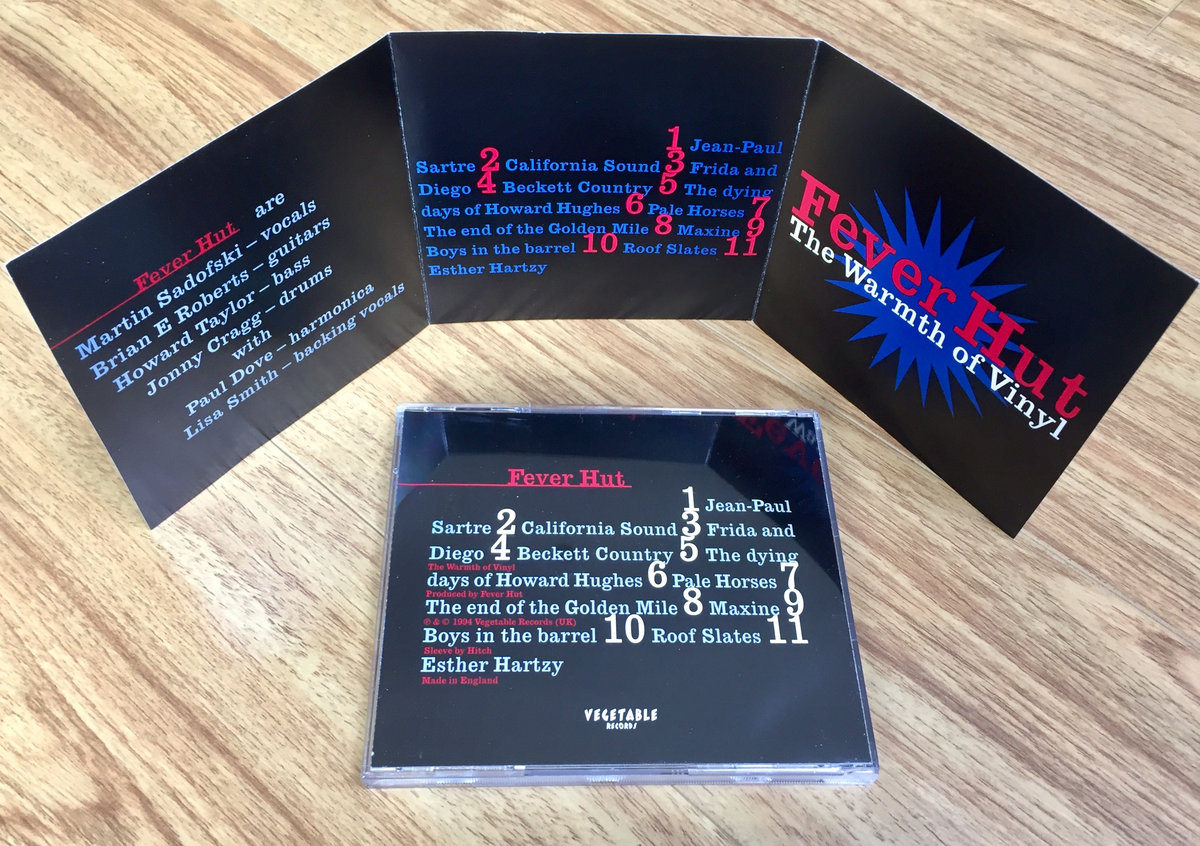 Fever Hut are
Martin Sadofski – vocals
Brian E Roberts – guitars
Howard Taylor – bass
Jonny Cragg – drums
with
Paul Dove – harmonica
Lisa Smith – backing vocals
1 Jean-Paul
Sartre 2 California Sound 3 Frida and
Diego 4 Beckett Country 5 The dying
days of Howard Hughes 6 Pale Horses 7
The end of the Golden Mile 8 Maxine 9
Boys in the barrel 10 Roof Slates 11
Esther Hartzy
Fever Hut
The Warmth of Vinyl
Fever Hut
1 Jean-Paul
Sartre 2 California Sound 3 Frida and
Diego 4 Beckett Country 5 The dying
The Warmth of Vinyl
days of Howard Hughes 6 Pale Horses 7
Produced by Fever Hut
The end of the Golden Mile 8 Maxine 9
℗ & © 1994 Vegetable Records (UK)
Boys in the barrel 10 Roof Slates 11
Sleeve by Hitch
Esther Hartzy
Made in England
VEGETABLE
RECORDS